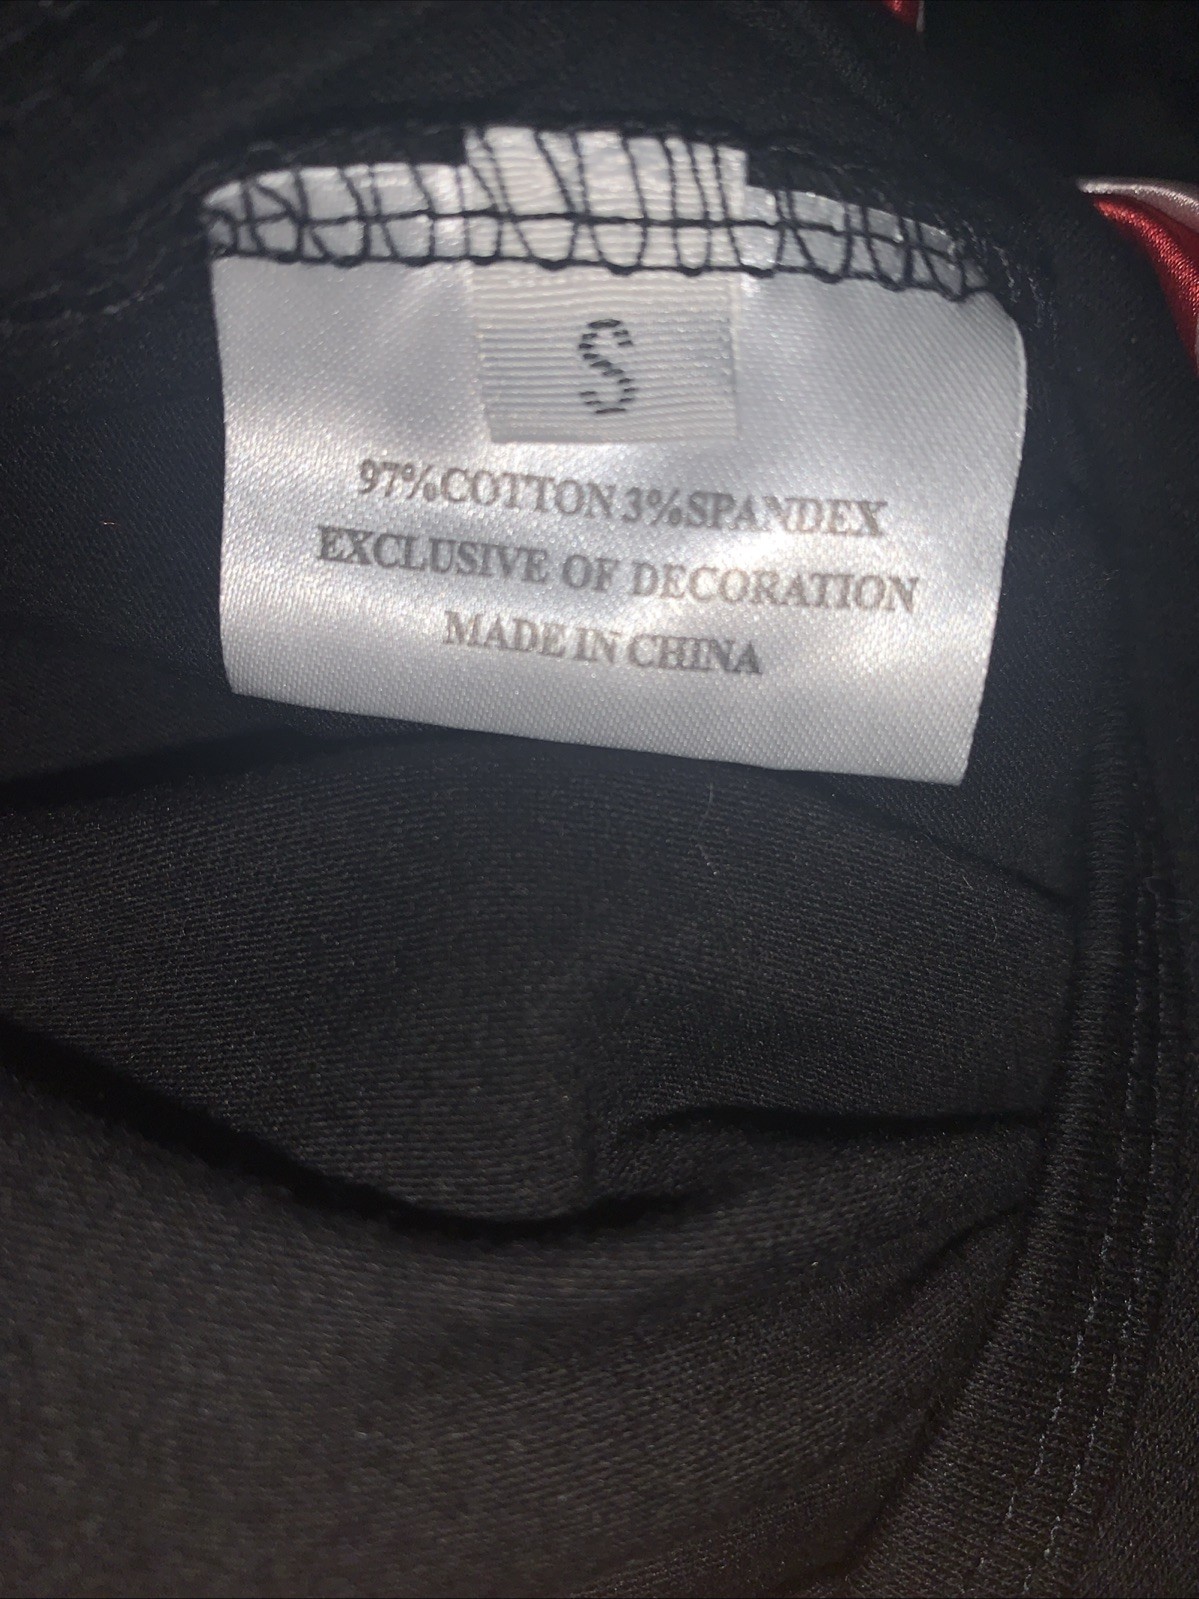 S
97%COTTON 3%SPANDEX
EXCLUSIVE OF DECORATION
MADE IN CHINA